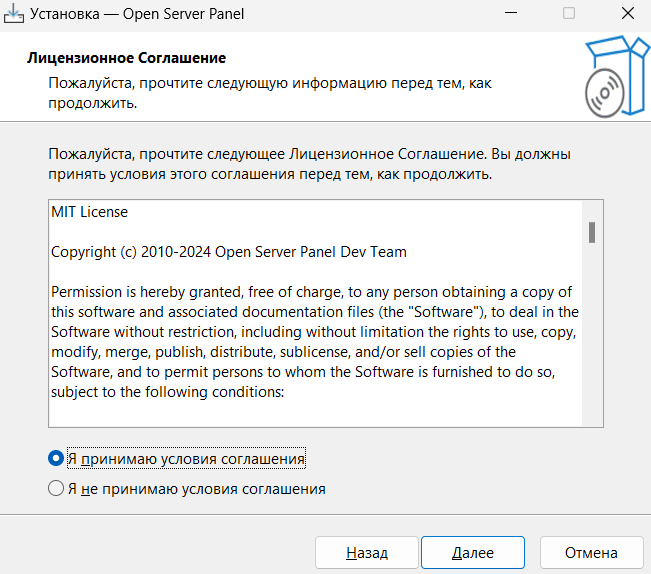 Установка — Open Server Panel
Лицензионное Соглашение
Пожалуйста, прочтите следующую информацию перед тем, как
продолжить.
Пожалуйста, прочтите следующее Лицензионное Соглашение. Вы должны
принять условия этого соглашения перед тем, как продолжить.
MIT License
Copyright (c) 2010-2024 Open Server Panel Dev Team
Permission is hereby granted, free of charge, to any person obtaining a copy of
this software and associated documentation files (the "Software"), to deal in the
Software without restriction, including without limitation the rights to use, copy,
modify, merge, publish, distribute, sublicense, and/or sell copies of the
Software, and to permit persons to whom the Software is furnished to do so,
subject to the following conditions:
Я принимаю условия соглашения
Я не принимаю условия соглашения
Назад
Далее
Отмена